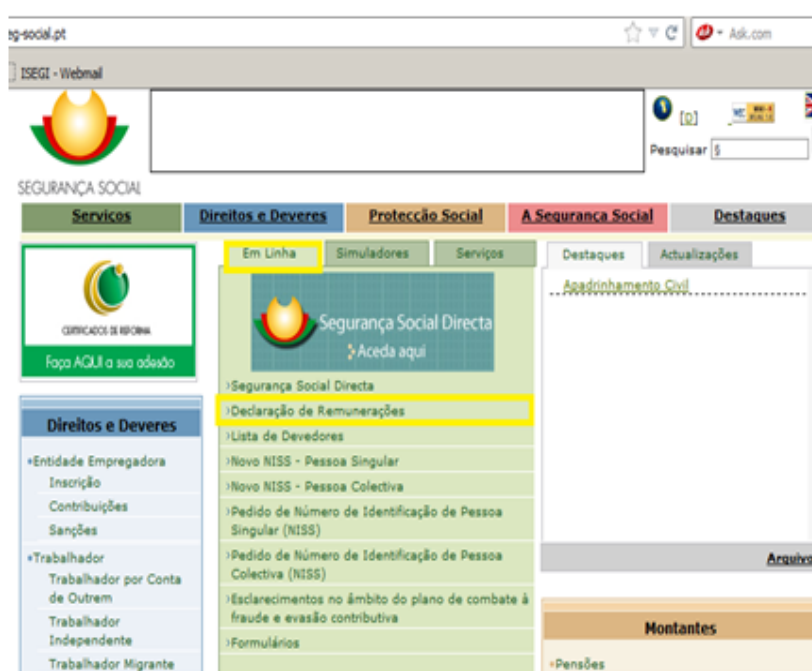 eg-social.pt
Ask.com
ISEGI - Webmail
[D]
Pesquisar
SEGURANÇA SOCIAL
Serviços
Direitos e Deveres
Protecção Social
A Segurança Social
Destaques
CERTIFICADOS DE REFORMA
Faça AQUI a sua adesão
Direitos e Deveres
Entidade Empregadora
Inscrição
Contribuições
Sanções
Trabalhador
Trabalhador por Conta
de Outrem
Trabalhador
Independente
Trabalhador Migrante
Em Linha
Simuladores
Serviços
Segurança Social Directa
Aceda aqui
Segurança Social Directa
Declaração de Remunerações
Lista de Devedores
Novo NISS - Pessoa Singular
Novo NISS - Pessoa Colectiva
Pedido de Número de Identificação de Pessoa
Singular (NISS)
Pedido de Número de Identificação de Pessoa
Colectiva (NISS)
Esclarecimentos no âmbito do plano de combate à
fraude e evasão contributiva
Formulários
Destaques
Actualizações
Apadrinhamento Civil
Arquivo
Montantes
Pensões